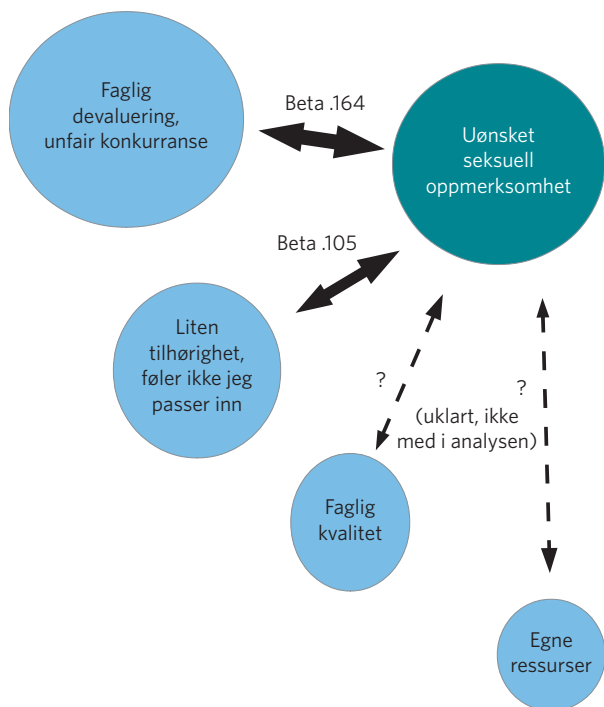 Faglig
devaluering,
unfair konkurranse
Beta .164
Uønsket
seksuell
oppmerksomhet
Beta .105
Liten
tilhørighet,
føler ikke jeg
passer inn
?
?
(uklart, ikke
med i analysen)
Faglig
kvalitet
Egne
ressurser